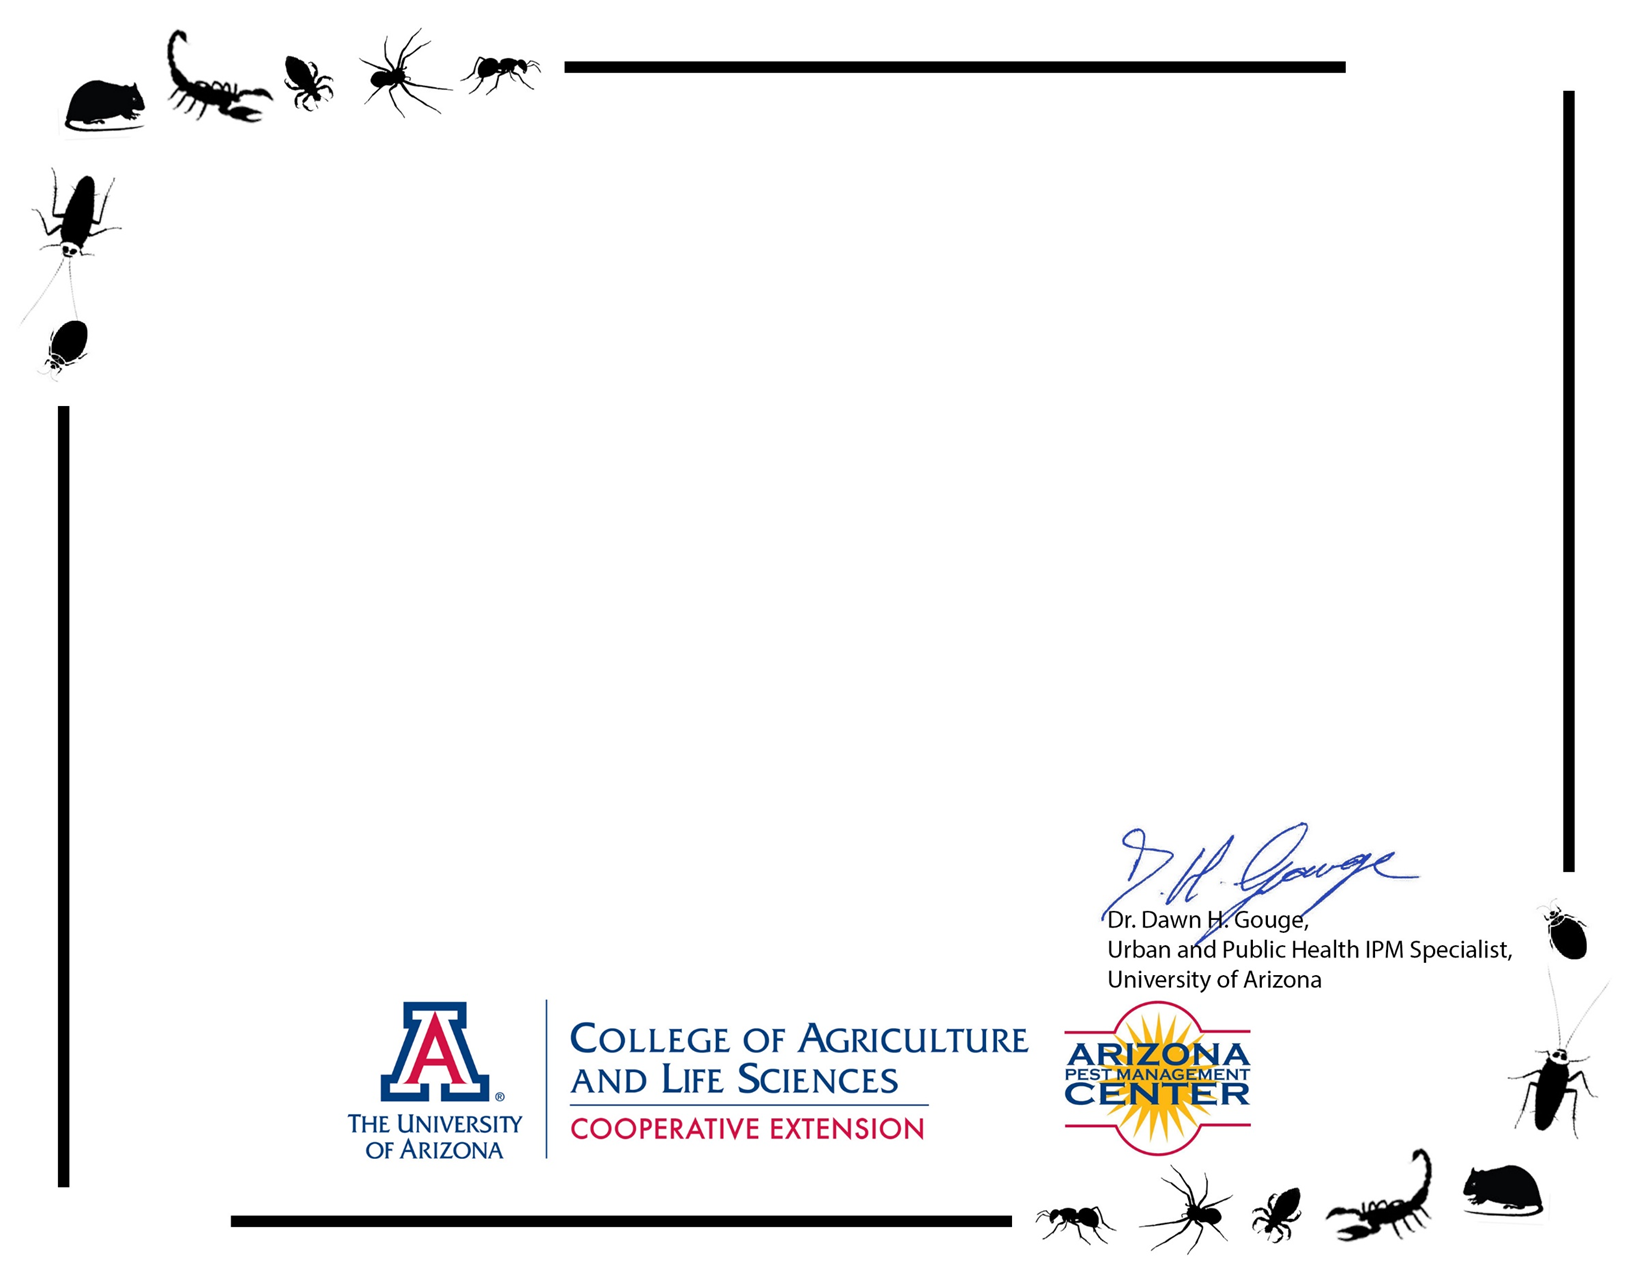 D. H. Gouge
Dr. Dawn H. Gouge,
Urban and Public Health IPM Specialist,
University of Arizona
A®
THE UNIVERSITY
OF ARIZONA
COLLEGE OF AGRICULTURE
AND LIFE SCIENCES
COOPERATIVE EXTENSION
ARIZONA
PEST MANAGEMENT
CENTER